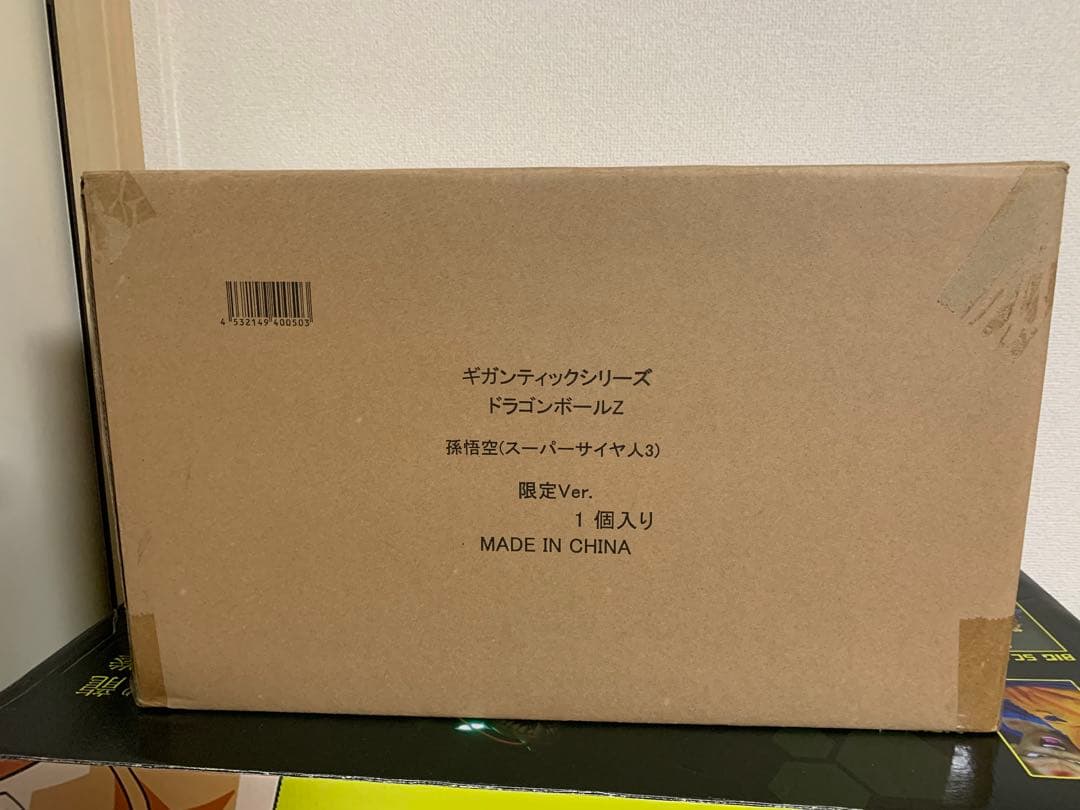 4 532149 400503
ギガンティックシリーズ
ドラゴンボールZ
孫悟空(スーパーサイヤ人3)
限定Ver.
1 個入り
MADE IN CHINA
BIG SC